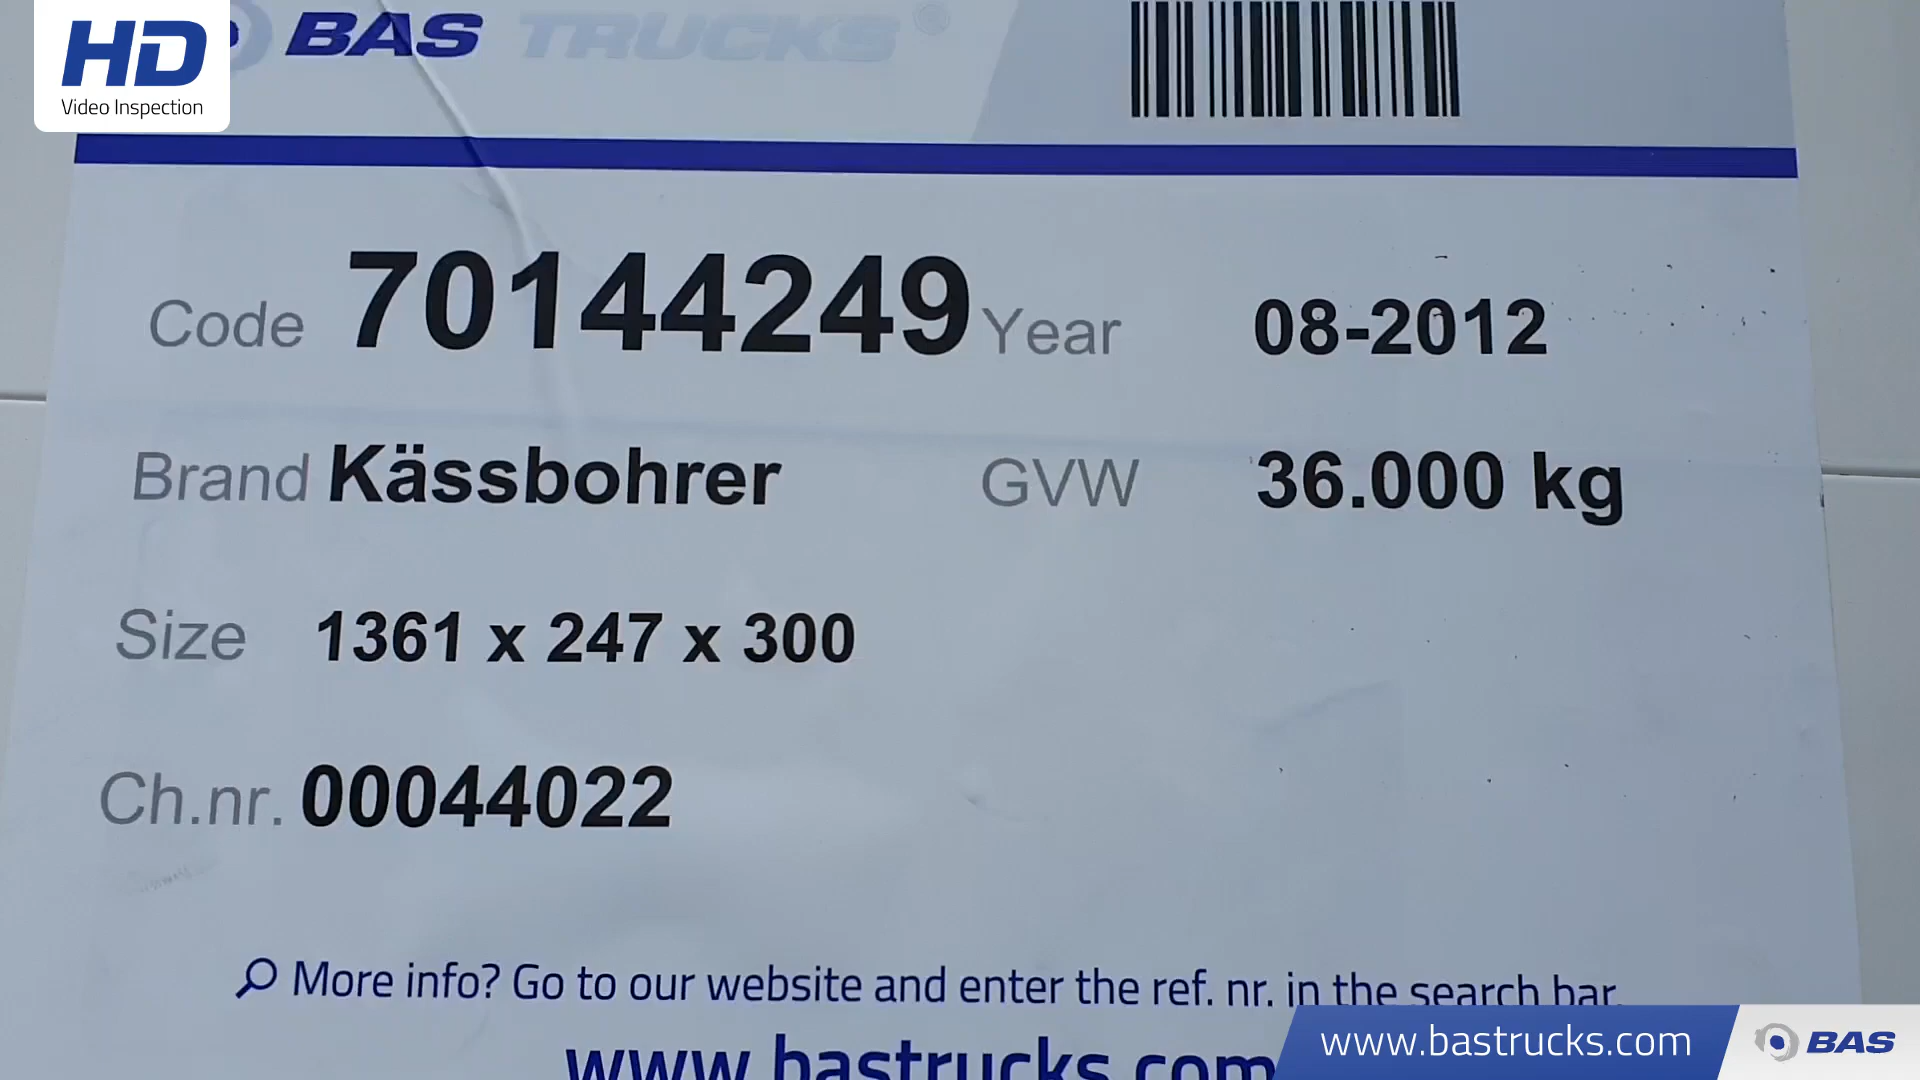 HD
Video Inspection
BAS TRUCKS®
Code 70144249 Year 08-2012
Brand Kässbohrer GVW 36.000 kg
Size 1361 x 247 x 300
Ch.nr. 00044022
More info? Go to our website and enter the ref. nr. in the search bar.
www.bastrucks.com
www.bastrucks.com BAS